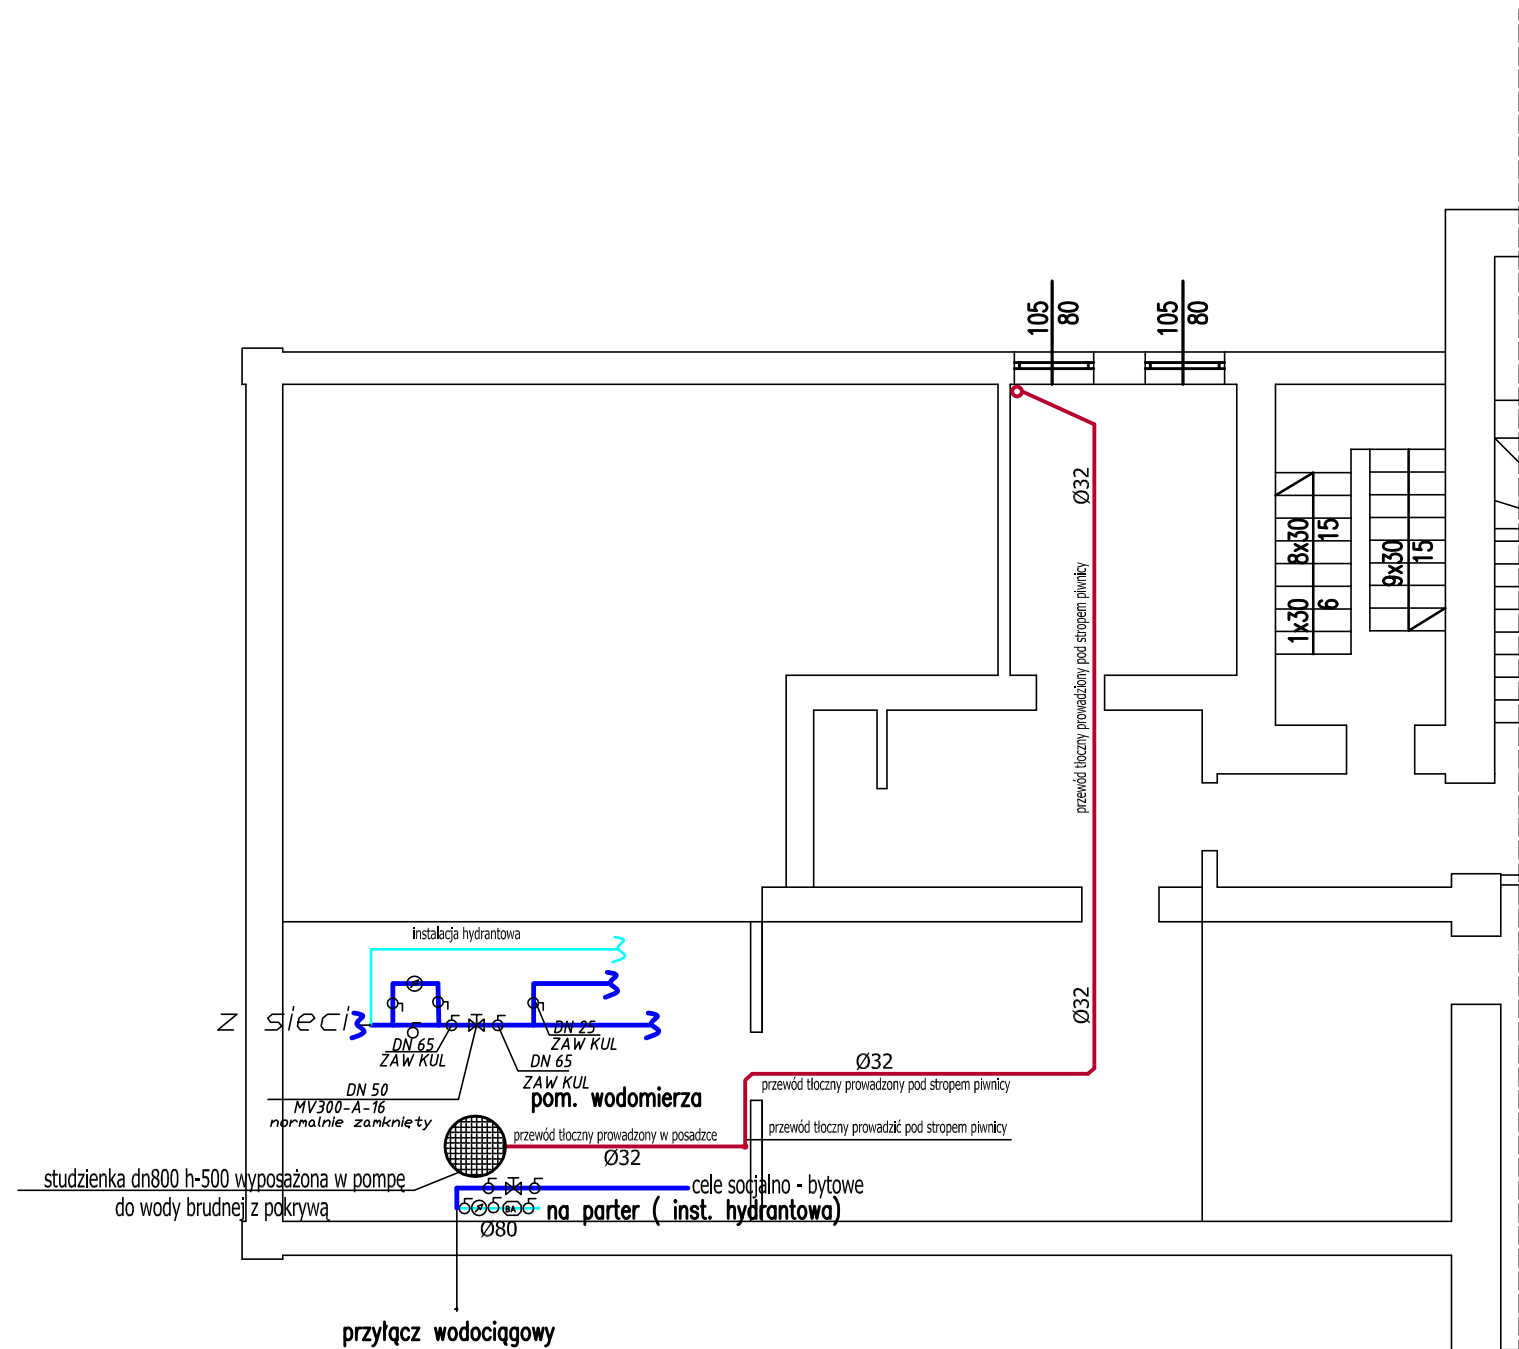 105
80
105
80
Ø32
8x30
15
9x30
15
1x30
6
przewód tłoczny prowadziony pod stropem piwnicy
instalacja hydrantowa
z sieci
DN 25
ZAW KUL
DN 65
ZAW KUL
DN 65
ZAW KUL
DN 50
MV300-A-16
normalnie zamknięty
Ø32
Ø32
przewód tłoczny prowadzony pod stropem piwnicy
pom. wodomierza
przewód tłoczny prowadzony w posadzce
przewód tłoczny prowadzić pod stropem piwnicy
Ø32
studzienka dn800 h-500 wyposażona w pompę
do wody brudnej z pokrywą
cele socjalno - bytowe
BA
na parter ( inst. hydrantowa)
Ø80
przyłącz wodociągowy